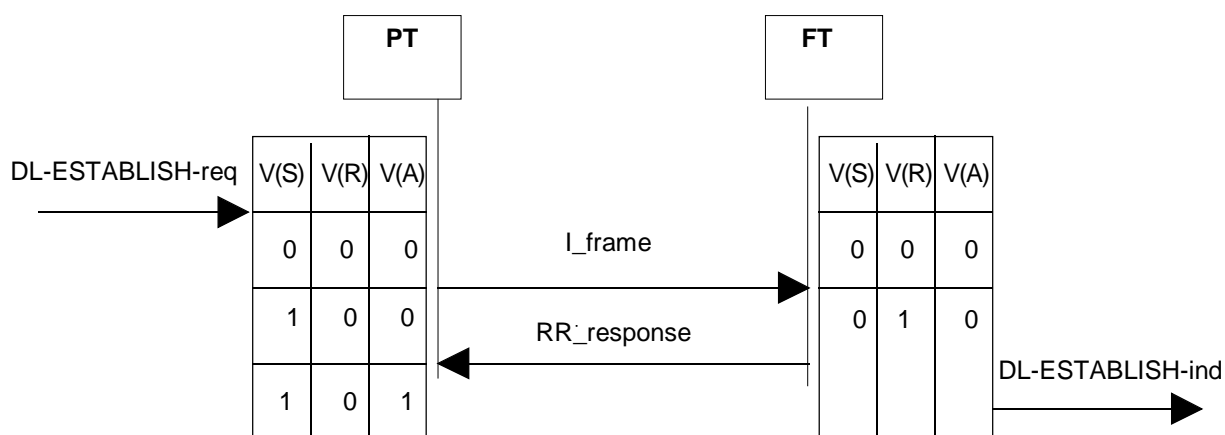 PT FT
DL-ESTABLISH-req V(S) V(R) V(A) V(S) V(R) V(A)
0 0 0 I_frame 0 0 0
1 0 0 RR_response 0 1 0
DL-ESTABLISH-ind
1 0 1